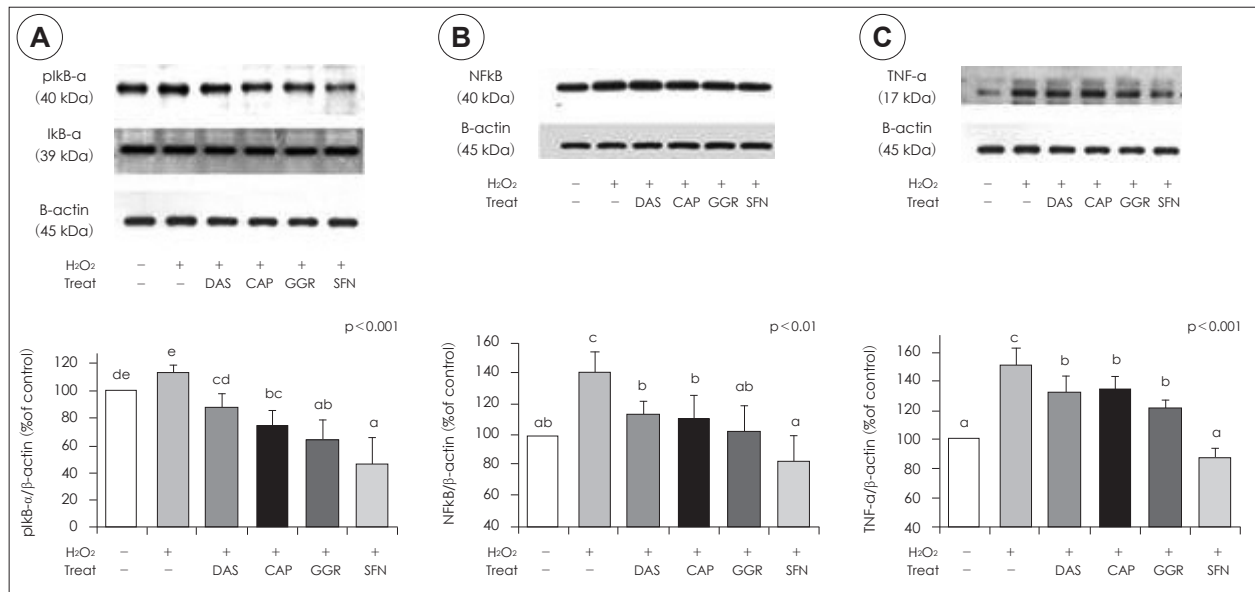 A
pIkB-a
(40 kDa)
IkB-a
(39 kDa)
B-actin
(45 kDa)
H₂O₂ – + + + + +
Treat – – DAS CAP GGR SFN
p<0.001
pIkB-α/β-actin (%of control)
120
100
80
60
40
20
0
de e cd bc ab a
H₂O₂ – + + + + +
Treat – – DAS CAP GGR SFN
B
NFkB
(40 kDa)
B-actin
(45 kDa)
H₂O₂ – + + + + +
Treat – – DAS CAP GGR SFN
p<0.01
NFkB/β-actin (%of control)
160
140
120
100
80
160
40
ab c b b ab a
H₂O₂ – + + + + +
Treat – – DAS CAP GGR SFN
C
TNF-a
(17 kDa)
B-actin
(45 kDa)
H₂O₂ – + + + + +
Treat – – DAS CAP GGR SFN
p<0.001
TNF-α/β-actin (%of control)
160
140
120
100
80
60
40
a c b b b a
H₂O₂ – + + + + +
Treat – – DAS CAP GGR SFN